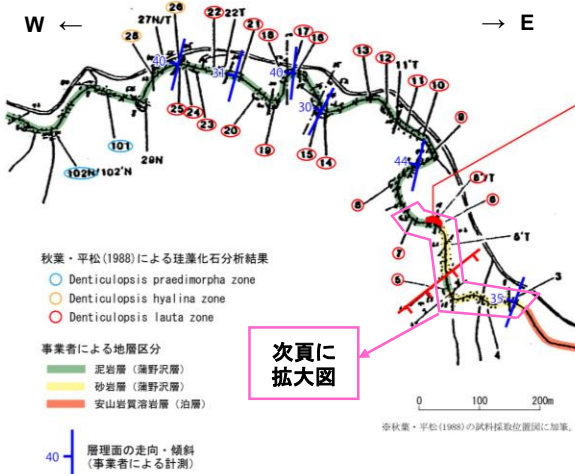 W ← → E
27N/T
26
22
22T
21
18
17
16
13
12
11'T
11
10
9
28
40
31
40
30
44
25
24
23
20
19
15
14
101
29N
102N/102'N
8
8'/T
6
7
5'T
5
35
3
4
秋葉・平松(1988)による珪藻化石分析結果
Denticulopsis praedimorpha zone
Denticulopsis hyalina zone
Denticulopsis lauta zone
事業者による地層区分
泥岩層（蒲野沢層）
砂岩層（蒲野沢層）
安山岩質溶岩層（泊層）
40
層理面の走向・傾斜
（事業者による計測）
次頁に
拡大図
0 100 200m
※秋葉・平松(1988)の試料採取位置図に加筆。